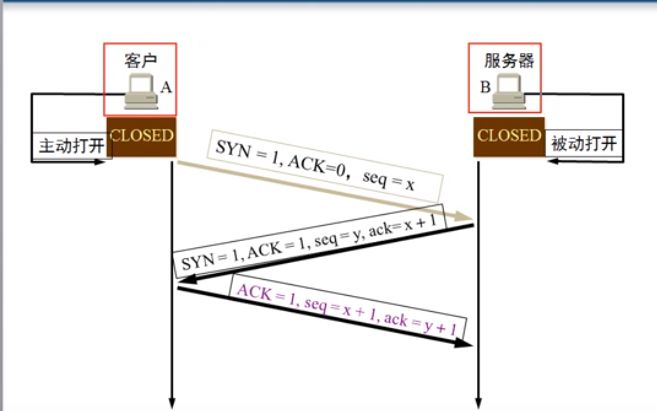 客户
A
服务器
B
主动打开
CLOSED
CLOSED
被动打开
SYN = 1, ACK=0，seq = x
SYN = 1, ACK = 1, seq = y, ack= x + 1
ACK = 1, seq = x + 1, ack = y + 1